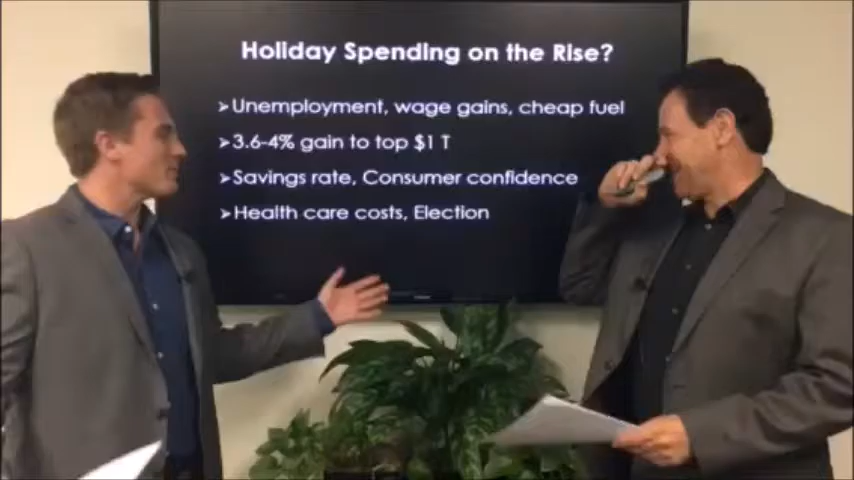 Holiday Spending on the Rise?
➢Unemployment, wage gains, cheap fuel
➢3.6-4% gain to top $1 T
➢Savings rate, Consumer confidence
➢Health care costs, Election